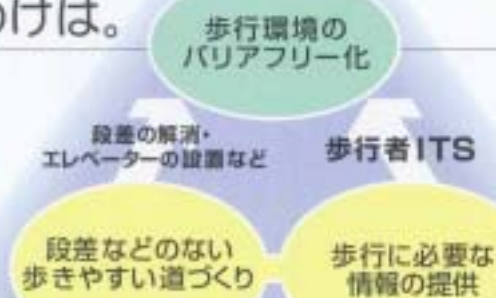 けは。
歩行環境の
バリアフリー化
段差の解消・
エレベーターの設置など
歩行者ITS
段差などのない
歩きやすい道づくり
歩行に必要な
情報の提供